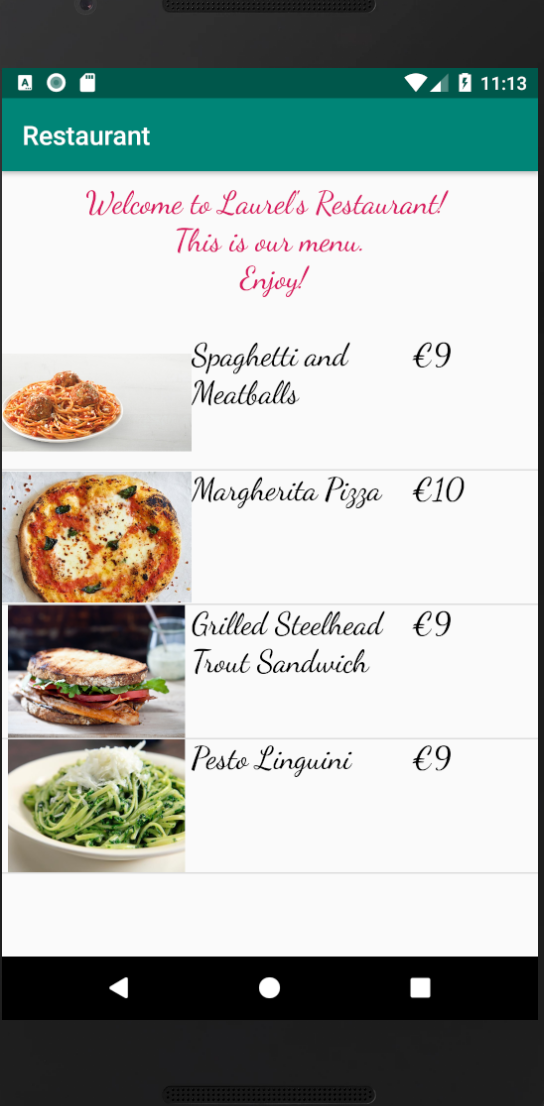 11:13
Restaurant
Welcome to Laurel's Restaurant!
This is our menu.
Enjoy!
Spaghetti and €9
Meatballs
Margherita Pizza €10
Grilled Steelhead €9
Trout Sandwich
Pesto Linguini €9